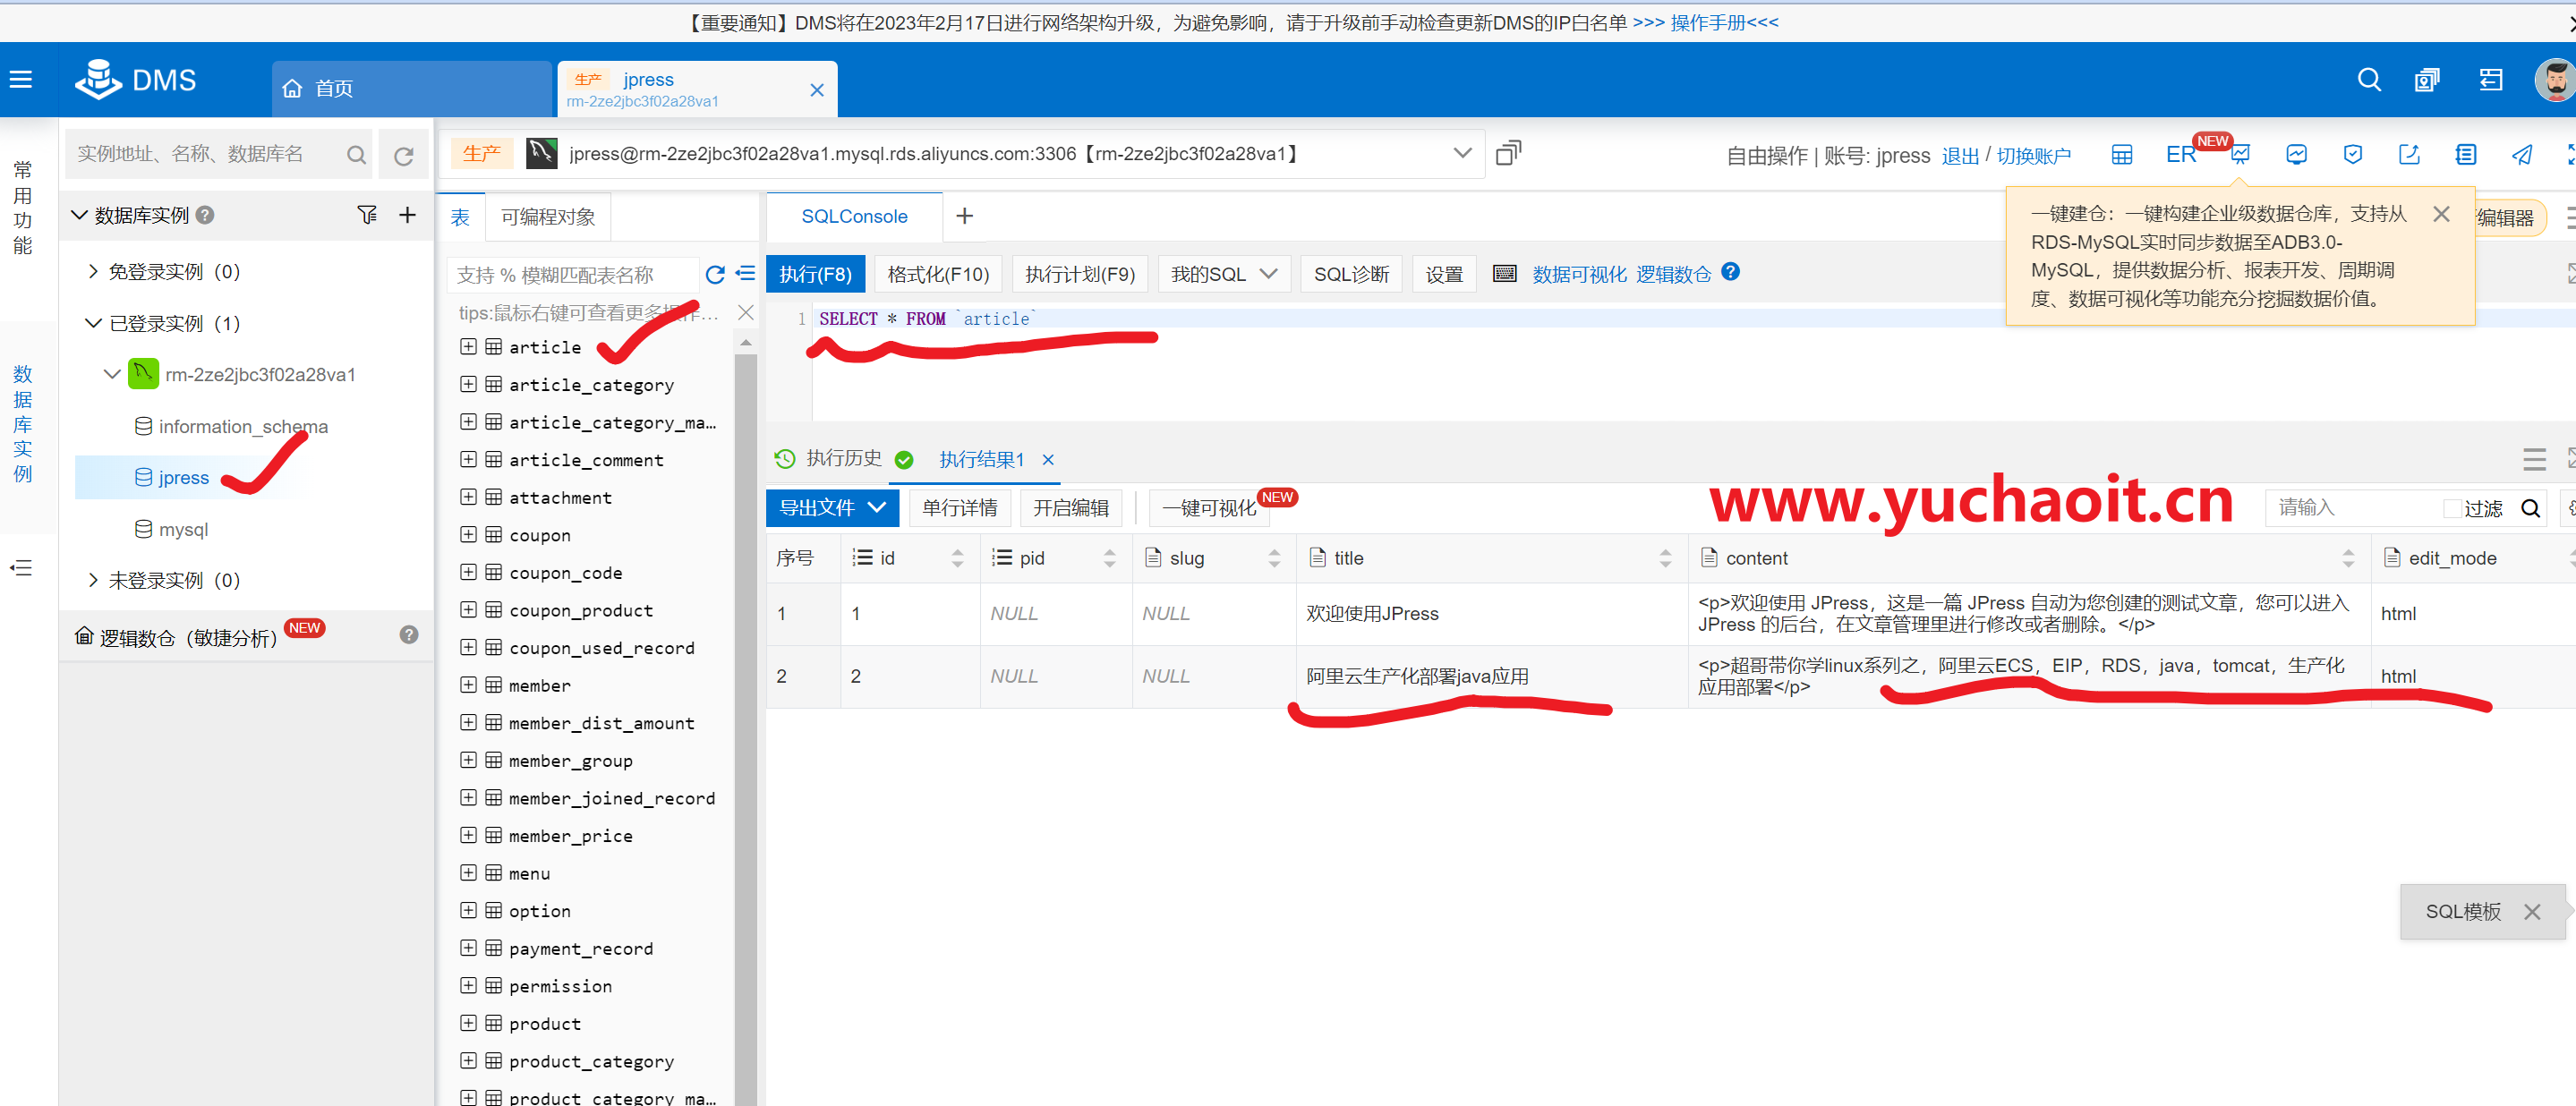 【重要通知】DMS将在2023年2月17日进行网络架构升级，为避免影响，请于升级前手动检查更新DMS的IP白名单 >>> 操作手册<<<
DMS
首页
生产 jpress
rm-2ze2jbc3f02a28va1
常用功能
数据库实例
实例地址、名称、数据库名
数据库实例
免登录实例（0）
已登录实例（1）
rm-2ze2jbc3f02a28va1
information_schema
jpress
mysql
未登录实例（0）
逻辑数仓（敏捷分析） NEW
生产 jpress@rm-2ze2jbc3f02a28va1.mysql.rds.aliyuncs.com:3306【rm-2ze2jbc3f02a28va1】
自由操作 | 账号: jpress 退出 / 切换账户
ER NEW
表 可编程对象
支持 % 模糊匹配表名称
tips:鼠标右键可查看更多操作…
article
article_category
article_category_ma…
article_comment
attachment
coupon
coupon_code
coupon_product
coupon_used_record
member
member_dist_amount
member_group
member_joined_record
member_price
menu
option
payment_record
permission
product
product_category
product_category_ma…
SQLConsole
一键建仓：一键构建企业级数据仓库，支持从
RDS-MySQL实时同步数据至ADB3.0-
MySQL，提供数据分析、报表开发、周期调
度、数据可视化等功能充分挖掘数据价值。
编辑器
执行(F8) 格式化(F10) 执行计划(F9) 我的SQL SQL诊断 设置 数据可视化 逻辑数仓
1 SELECT * FROM `article`
执行历史 执行结果1
导出文件 单行详情 开启编辑 一键可视化 NEW
www.yuchaoit.cn
请输入 过滤
序号 id pid slug title content edit_mode
1 1 NULL NULL 欢迎使用JPress <p>欢迎使用 JPress，这是一篇 JPress 自动为您创建的测试文章，您可以进入 html
JPress 的后台，在文章管理里进行修改或者删除。</p>
2 2 NULL NULL 阿里云生产化部署java应用 <p>超哥带你学linux系列之，阿里云ECS，EIP，RDS，java，tomcat，生产化 html
应用部署</p>
SQL模板